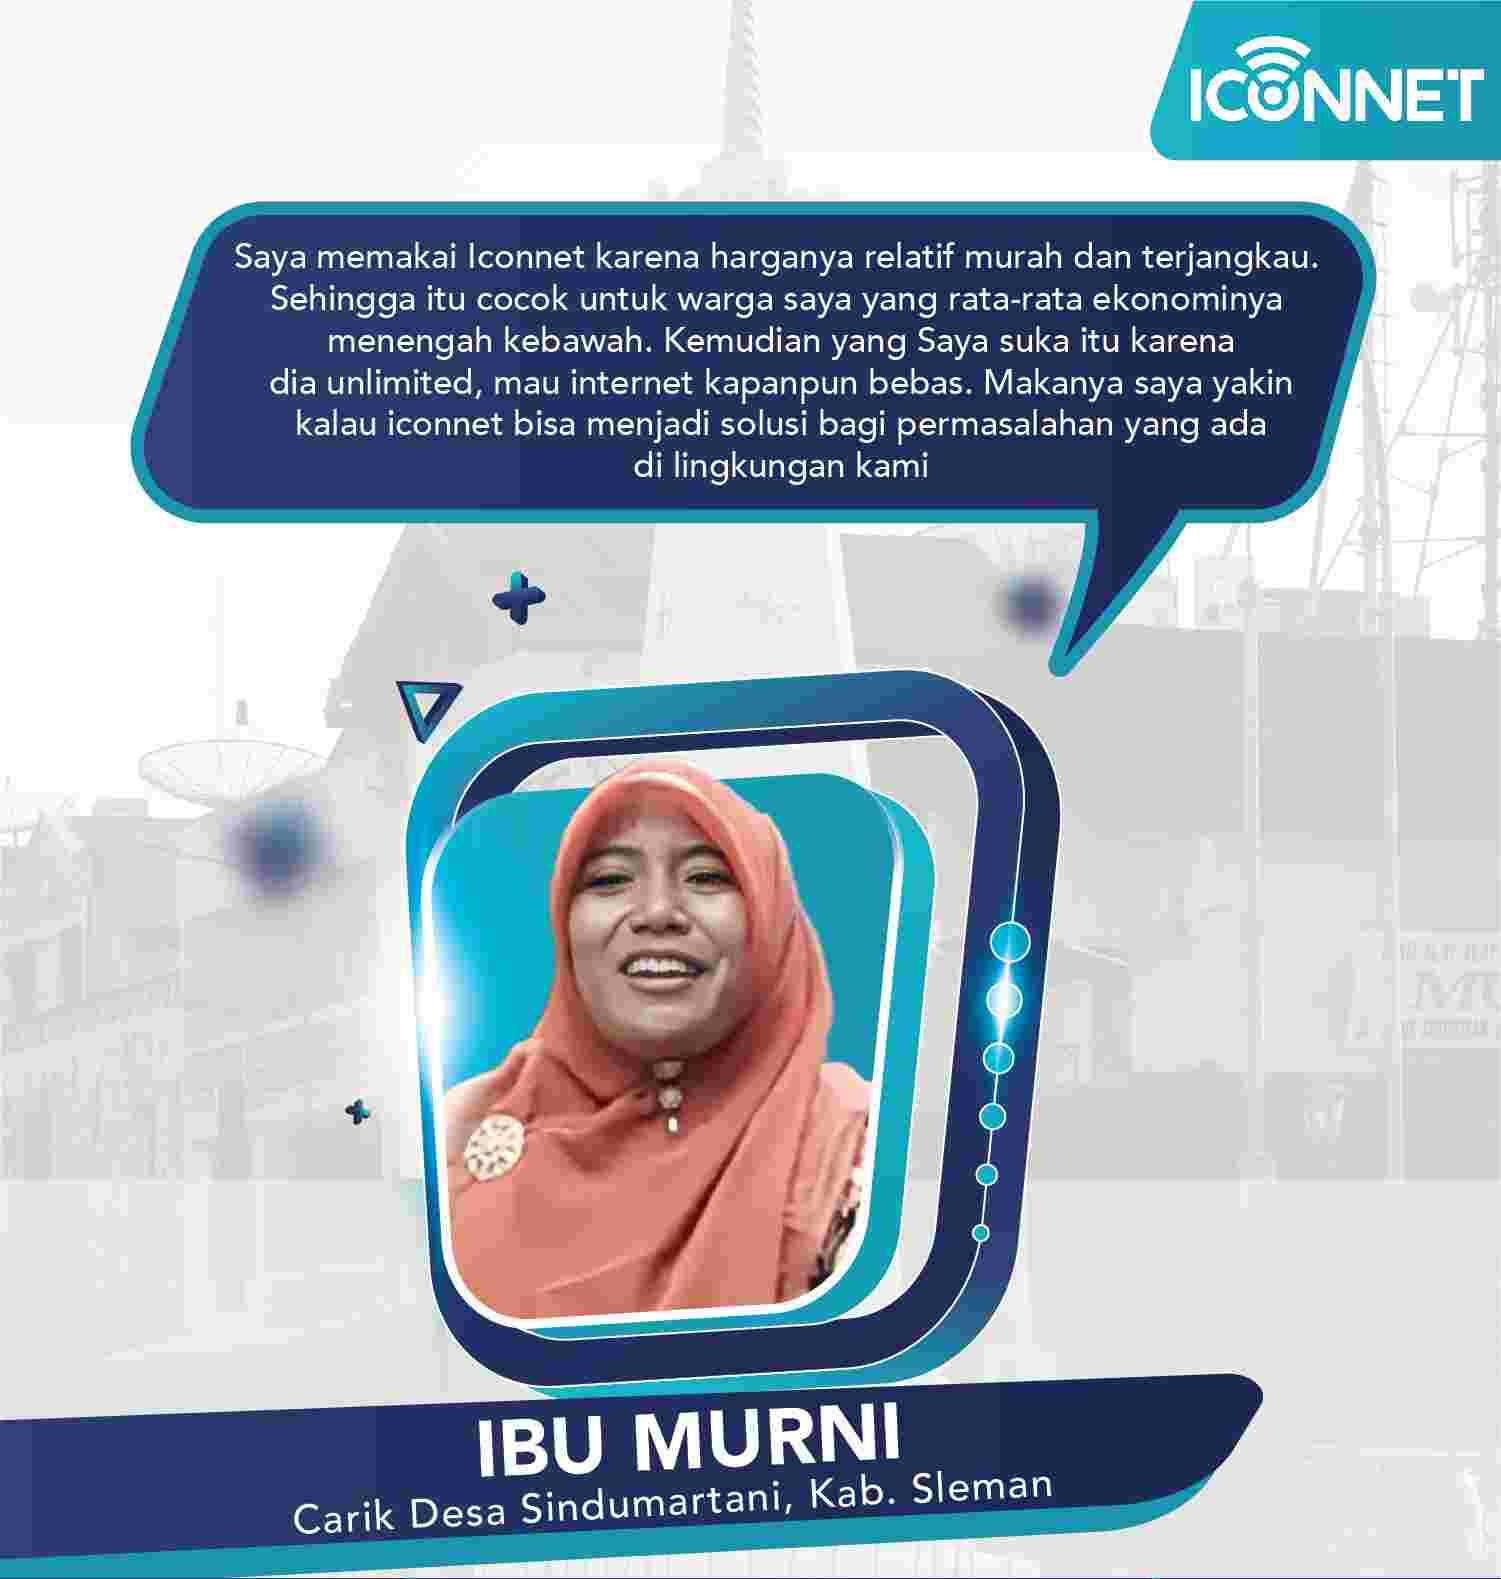 ICONNET
Saya memakai Iconnet karena harganya relatif murah dan terjangkau.
Sehingga itu cocok untuk warga saya yang rata-rata ekonominya
menengah kebawah. Kemudian yang Saya suka itu karena
dia unlimited, mau internet kapanpun bebas. Makanya saya yakin
kalau iconnet bisa menjadi solusi bagi permasalahan yang ada
di lingkungan kami
IBU MURNI
Carik Desa Sindumartani, Kab. Sleman